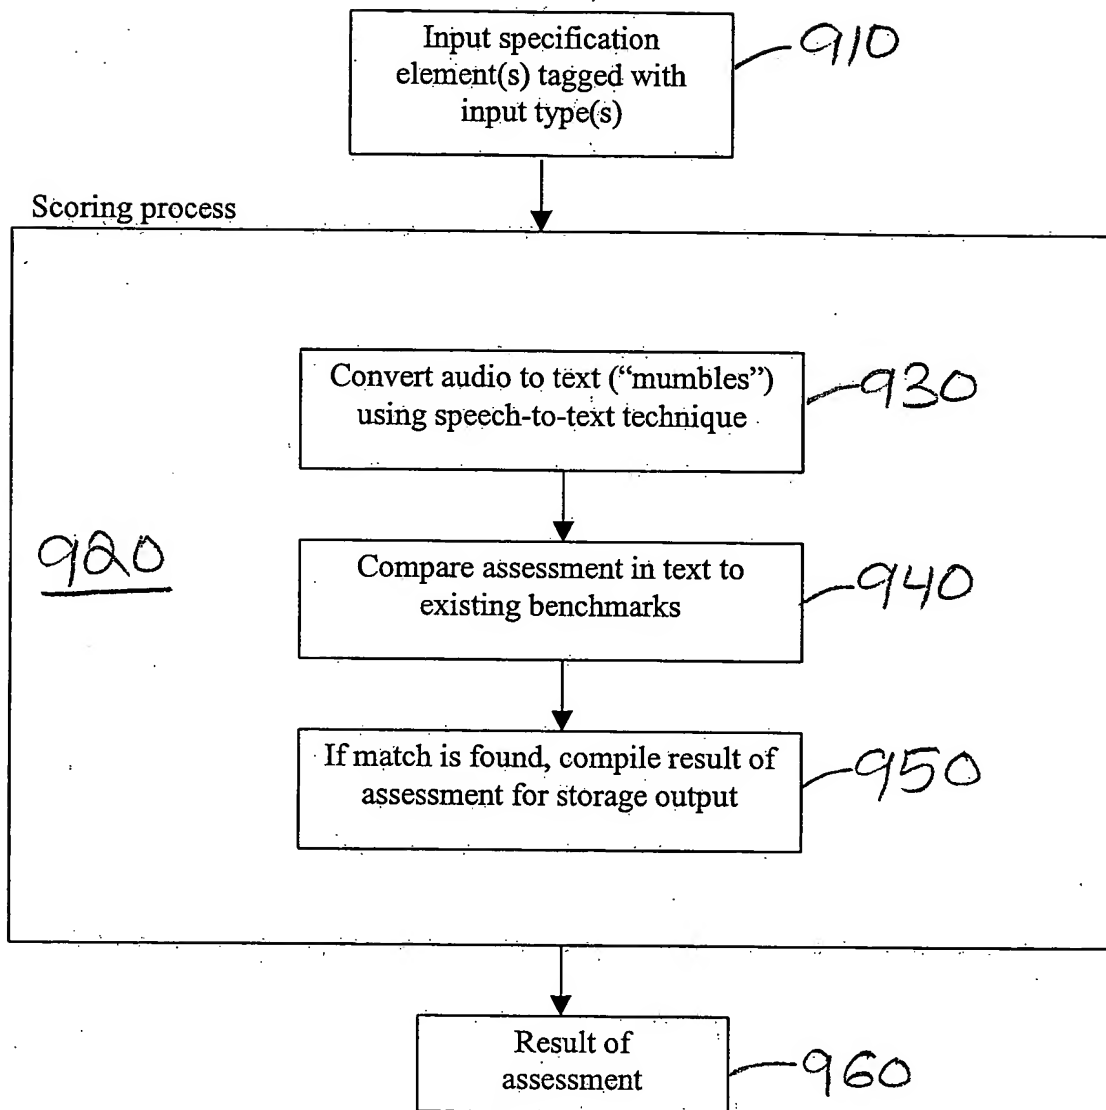 Input specification
element(s) tagged with
input type(s)
910
Scoring process
Convert audio to text ("mumbles")
using speech-to-text technique
930
920
Compare assessment in text to
existing benchmarks
940
If match is found, compile result of
assessment for storage output
950
Result of
assessment
960